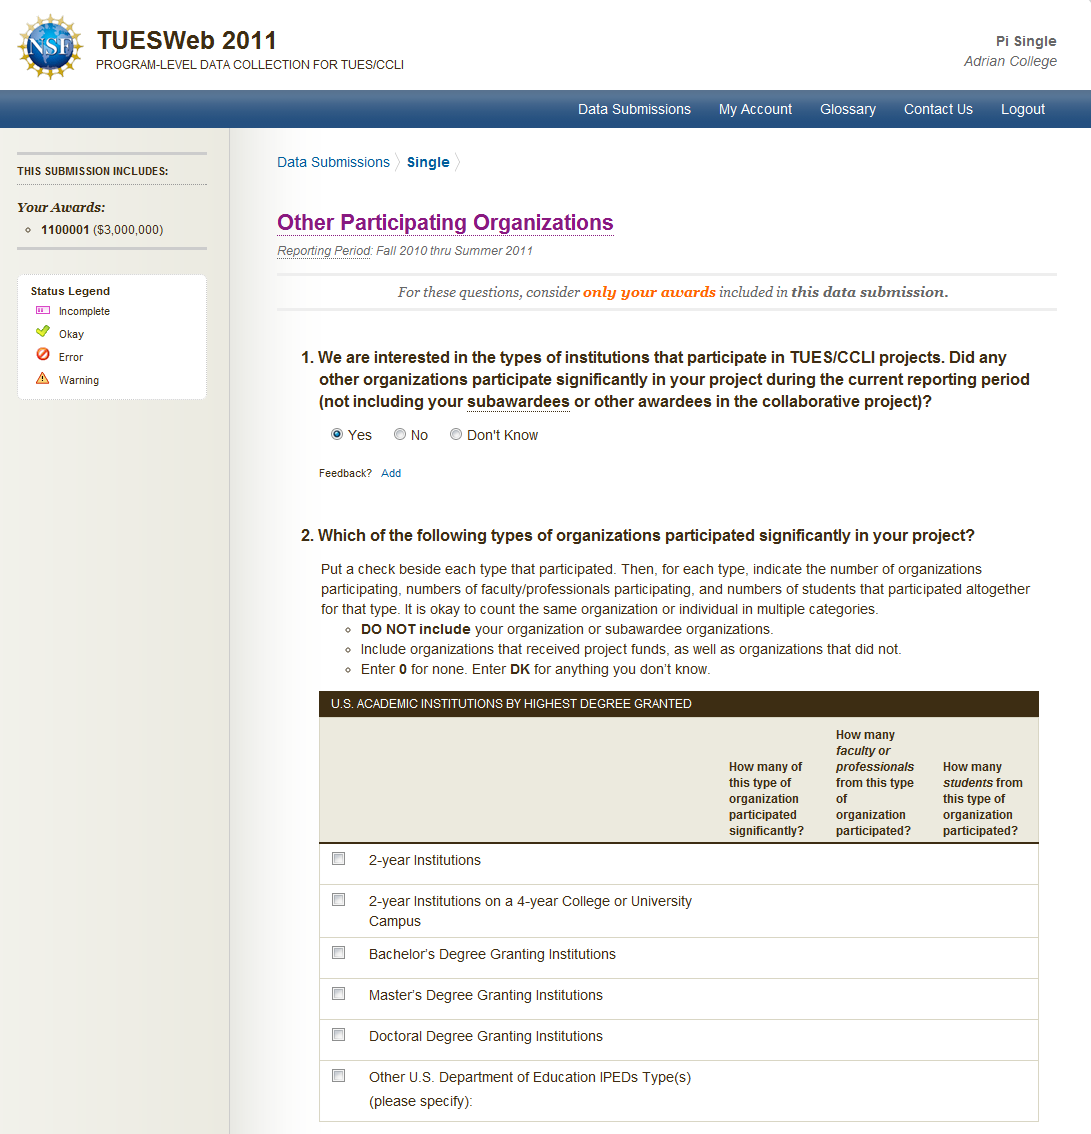 NSF
TUESWeb 2011
PROGRAM-LEVEL DATA COLLECTION FOR TUES/CCLI
Pi Single
Adrian College
Data Submissions My Account Glossary Contact Us Logout
THIS SUBMISSION INCLUDES:
Your Awards:
1100001 ($3,000,000)
Status Legend
Incomplete
Okay
Error
Warning
Data Submissions Single
Other Participating Organizations
Reporting Period: Fall 2010 thru Summer 2011
For these questions, consider only your awards included in this data submission.
1. We are interested in the types of institutions that participate in TUES/CCLI projects. Did any
other organizations participate significantly in your project during the current reporting period
(not including your subawardees or other awardees in the collaborative project)?
Yes No Don't Know
Feedback? Add
2. Which of the following types of organizations participated significantly in your project?
Put a check beside each type that participated. Then, for each type, indicate the number of organizations
participating, numbers of faculty/professionals participating, and numbers of students that participated altogether
for that type. It is okay to count the same organization or individual in multiple categories.
DO NOT include your organization or subawardee organizations.
Include organizations that received project funds, as well as organizations that did not.
Enter 0 for none. Enter DK for anything you don't know.
U.S. ACADEMIC INSTITUTIONS BY HIGHEST DEGREE GRANTED
How many of
this type of
organization
participated
significantly?
How many
faculty or
professionals
from this type
of
organization
participated?
How many
students from
this type of
organization
participated?
2-year Institutions
2-year Institutions on a 4-year College or University
Campus
Bachelor's Degree Granting Institutions
Master's Degree Granting Institutions
Doctoral Degree Granting Institutions
Other U.S. Department of Education IPEDs Type(s)
(please specify):